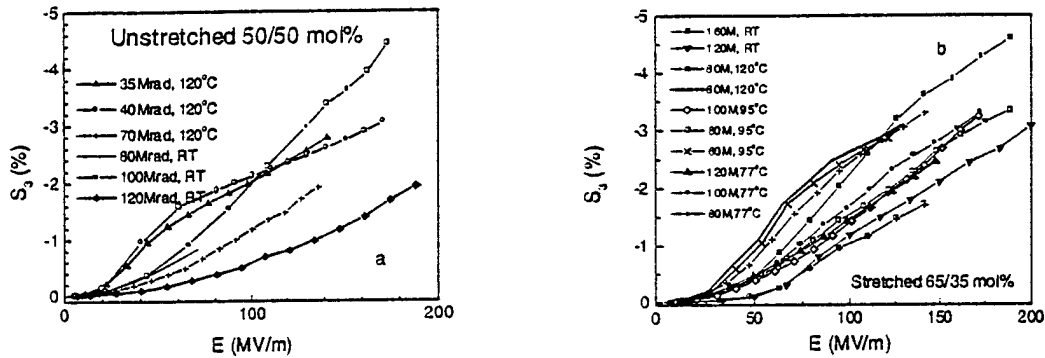 -5
-4
-3
-2
-1
0
S₃ (%)
Unstretched 50/50 mol%
35Mrad, 120°C
40Mrad, 120°C
70Mrad, 120°C
80Mrad, RT
100Mrad, RT
120Mrad, RT
a
0
100
200
E (MV/m)
-5
-4
-3
-2
-1
0
S₃ (%)
b
160M, RT
120M, RT
80M,120°C
60M,120°C
100M,95°C
80M, 95°C
60M, 95°C
120M,77°C
100M,77°C
80M,77°C
Stretched 65/35 mol%
0
50
100
150
200
E (MV/m)